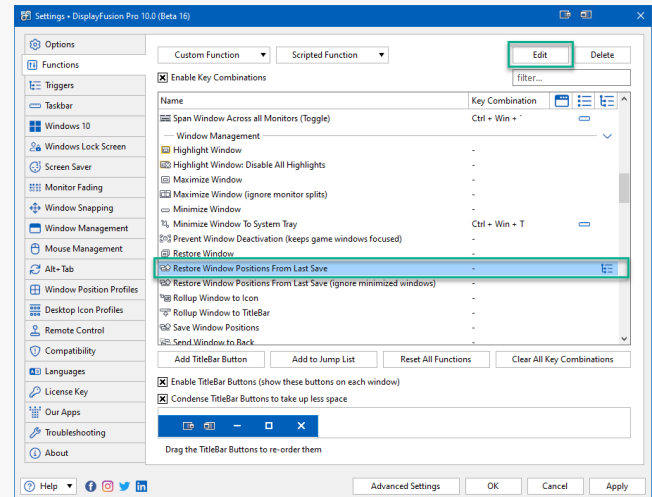 Settings • DisplayFusion Pro 10.0 (Beta 16)
Options
Functions
Triggers
Taskbar
Windows 10
Windows Lock Screen
Screen Saver
Monitor Fading
Window Snapping
Window Management
Mouse Management
Alt+Tab
Window Position Profiles
Desktop Icon Profiles
Remote Control
Compatibility
Languages
License Key
Our Apps
Troubleshooting
About
Custom Function Scripted Function Edit Delete
Enable Key Combinations filter...
Name Key Combination
Span Window Across all Monitors (Toggle) Ctrl + Win + `
Window Management
Highlight Window -
Highlight Window: Disable All Highlights -
Maximize Window -
Maximize Window (ignore monitor splits) -
Minimize Window -
Minimize Window To System Tray Ctrl + Win + T
Prevent Window Deactivation (keeps game windows focused) -
Restore Window -
Restore Window Positions From Last Save -
Restore Window Positions From Last Save (ignore minimized windows) -
Rollup Window to Icon -
Rollup Window to TitleBar -
Save Window Positions -
Send Window to Back -
Add TitleBar Button Add to Jump List Reset All Functions Clear All Key Combinations
Enable TitleBar Buttons (show these buttons on each window)
Condense TitleBar Buttons to take up less space
Drag the TitleBar Buttons to re-order them
Help Advanced Settings OK Cancel Apply